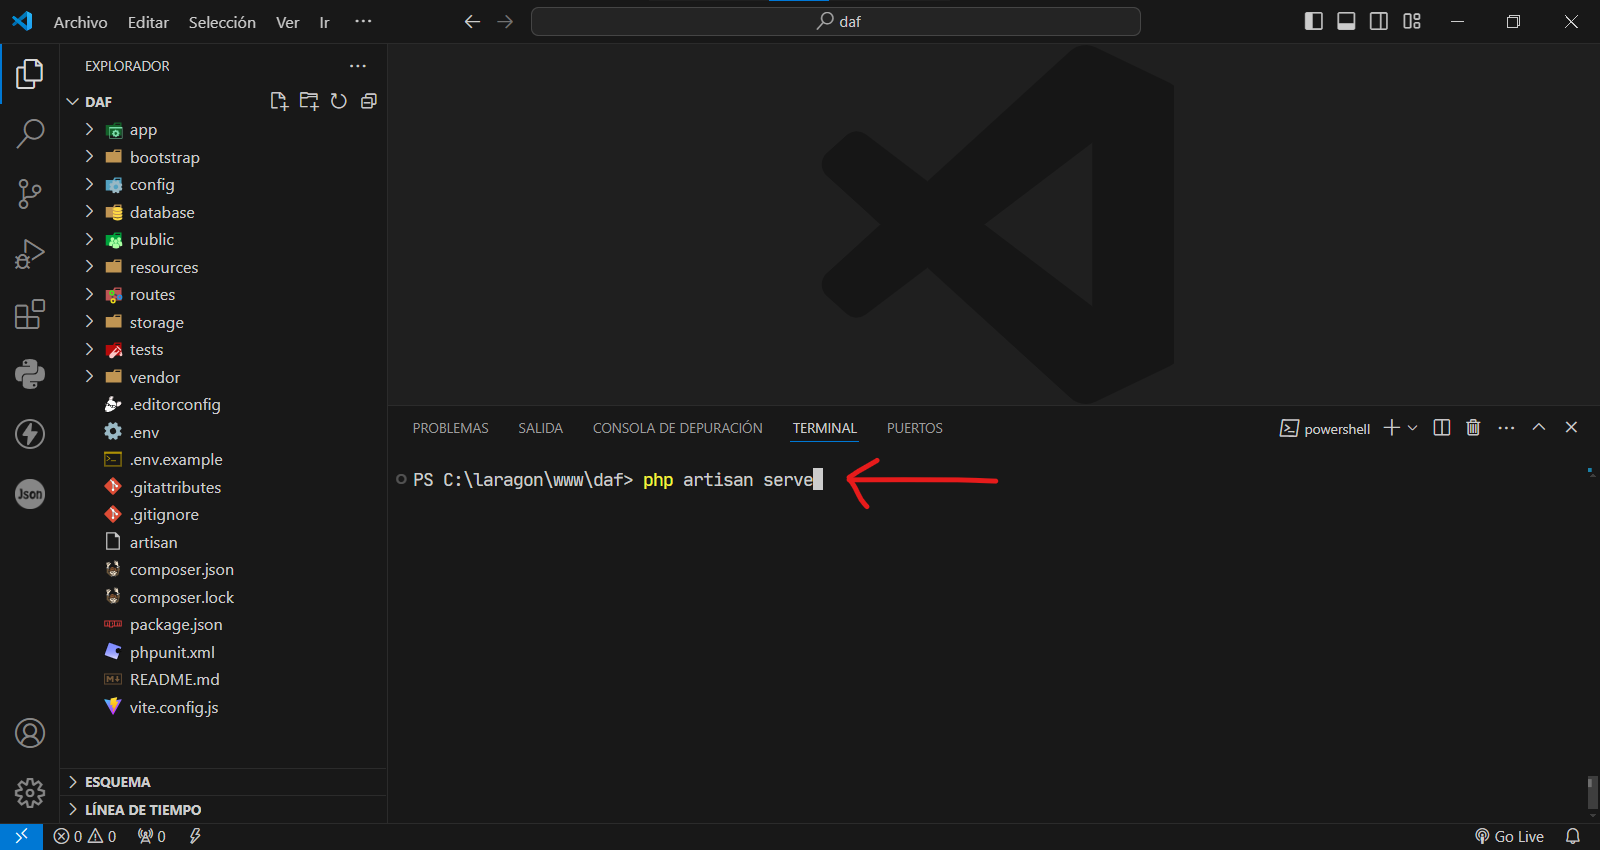 Archivo Editar Selección Ver Ir ···
daf
EXPLORADOR
DAF
app
bootstrap
config
database
public
resources
routes
storage
tests
vendor
.editorconfig
.env
.env.example
.gitattributes
.gitignore
artisan
composer.json
composer.lock
package.json
phpunit.xml
README.md
vite.config.js
ESQUEMA
LÍNEA DE TIEMPO
Json
PROBLEMAS SALIDA CONSOLA DE DEPURACIÓN TERMINAL PUERTOS
powershell
PS C:\laragon\www\daf> php artisan serve
0 0 0
Go Live